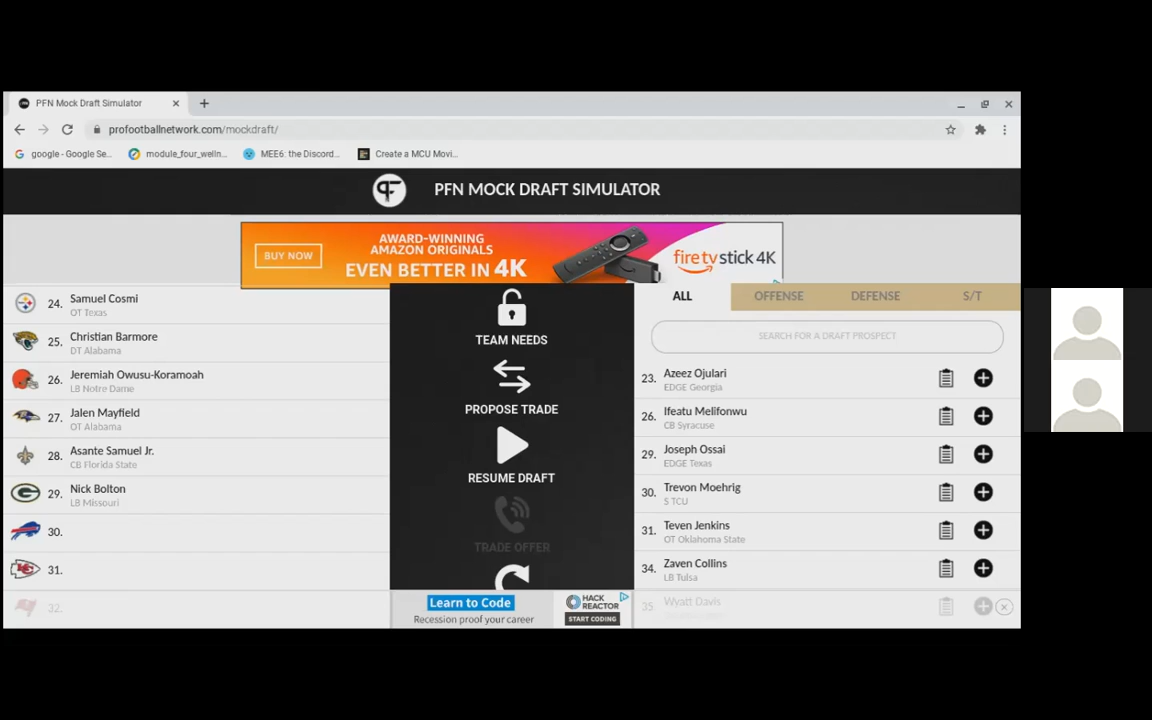 PFN Mock Draft Simulator
profootballnetwork.com/mockdraft/
google - Google Se...
module_four_welln...
MEE6: the Discord...
Create a MCU Movi...
PFN MOCK DRAFT SIMULATOR
BUY NOW
AWARD-WINNING
AMAZON ORIGINALS
EVEN BETTER IN 4K
fire tv stick 4K
24. Samuel Cosmi
OT Texas
25. Christian Barmore
DT Alabama
26. Jeremiah Owusu-Koramoah
LB Notre Dame
27. Jalen Mayfield
OT Alabama
28. Asante Samuel Jr.
CB Florida State
29. Nick Bolton
LB Missouri
30.
31.
32.
TEAM NEEDS
PROPOSE TRADE
RESUME DRAFT
TRADE OFFER
Learn to Code
Recession proof your career
HACK
REACTOR
START CODING
ALL OFFENSE DEFENSE S/T
SEARCH FOR A DRAFT PROSPECT
23. Azeez Ojulari
EDGE Georgia
26. Ifeatu Melifonwu
CB Syracuse
29. Joseph Ossai
EDGE Texas
30. Trevon Moehrig
S TCU
31. Teven Jenkins
OT Oklahoma State
34. Zaven Collins
LB Tulsa
35. Wyatt Davis